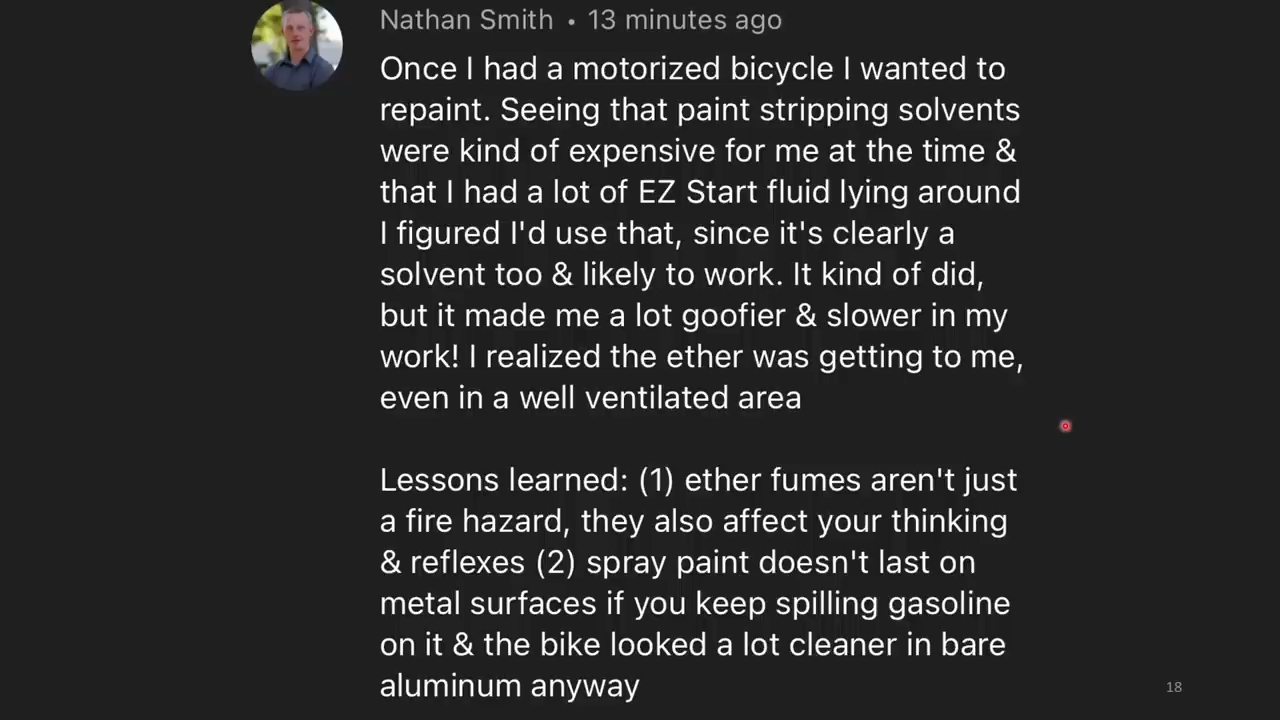 Nathan Smith • 13 minutes ago
Once I had a motorized bicycle I wanted to
repaint. Seeing that paint stripping solvents
were kind of expensive for me at the time &
that I had a lot of EZ Start fluid lying around
I figured I'd use that, since it's clearly a
solvent too & likely to work. It kind of did,
but it made me a lot goofier & slower in my
work! I realized the ether was getting to me,
even in a well ventilated area
Lessons learned: (1) ether fumes aren't just
a fire hazard, they also affect your thinking
& reflexes (2) spray paint doesn't last on
metal surfaces if you keep spilling gasoline
on it & the bike looked a lot cleaner in bare
aluminum anyway
18